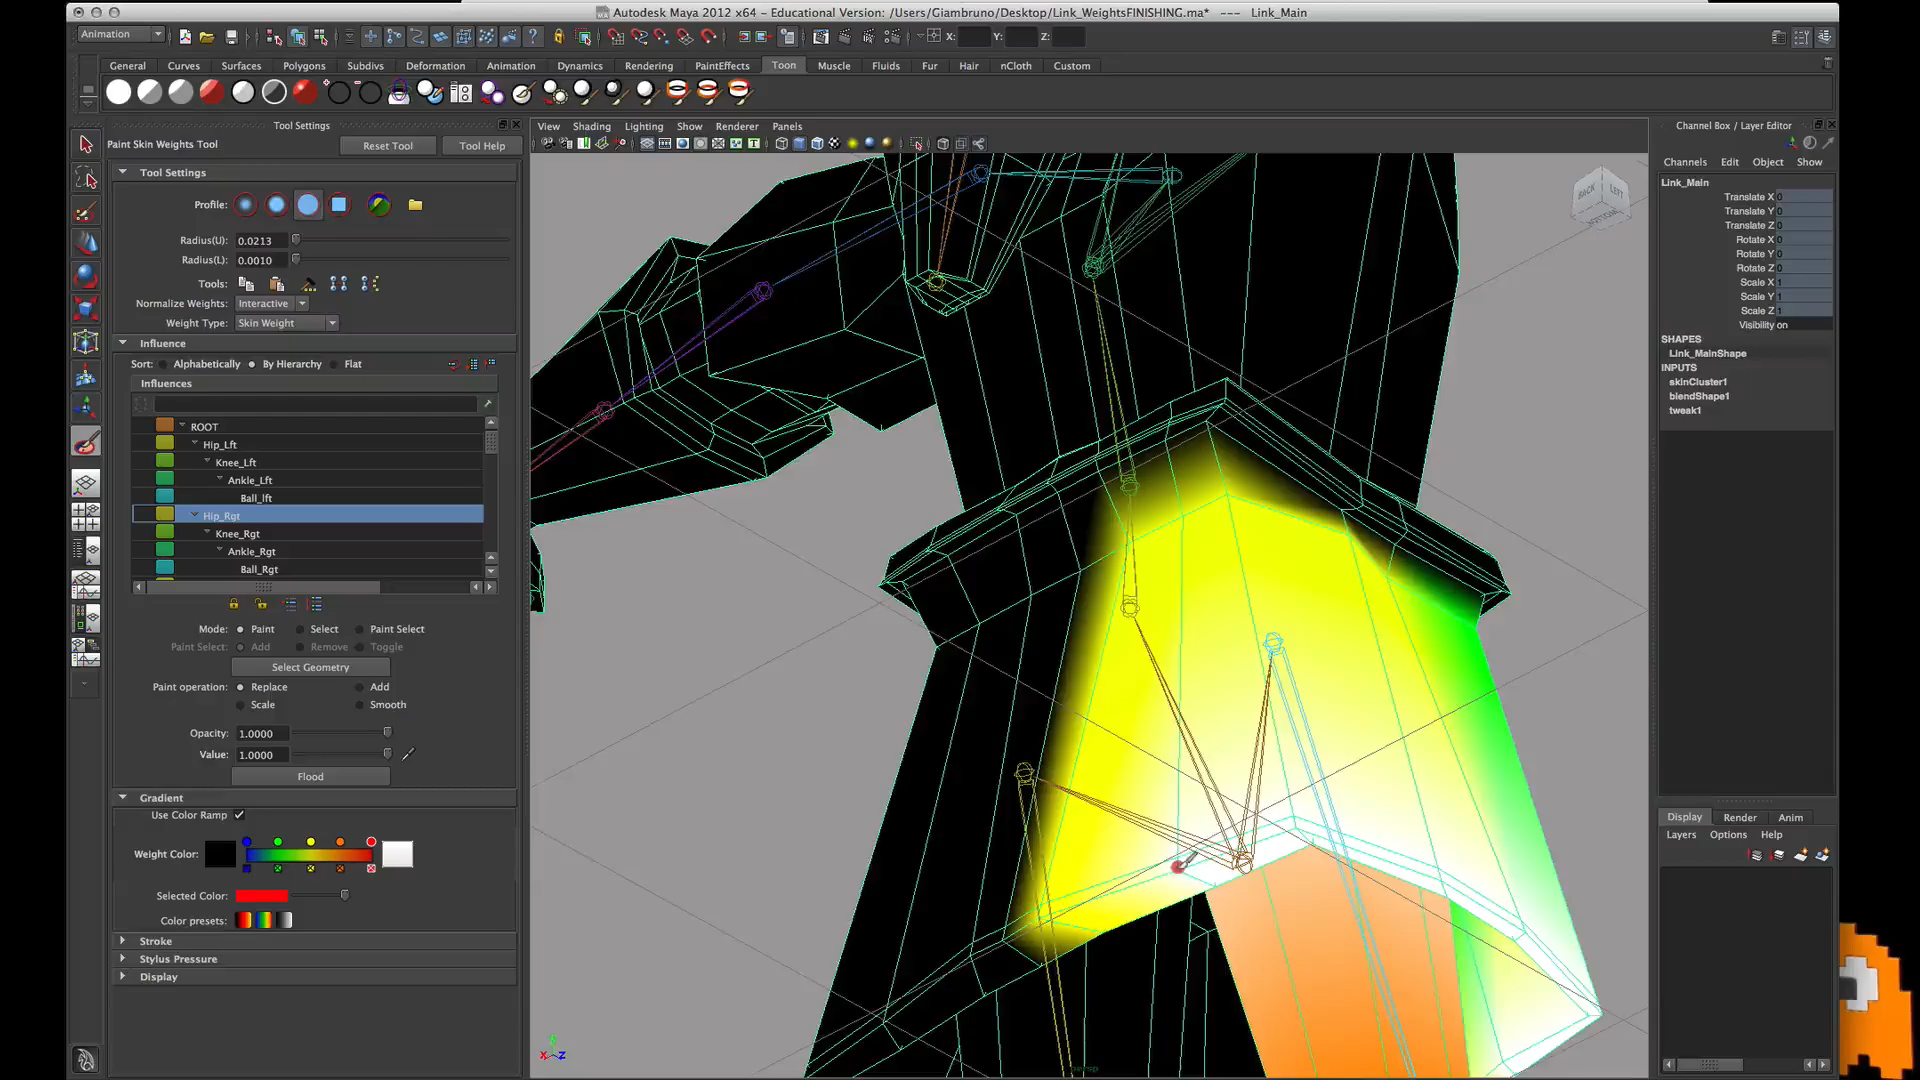 Autodesk Maya 2012 x64 – Educational Version: /Users/Giambruno/Desktop/Link_WeightsFINISHING.ma*  ---  Link_Main
Animation
X:
Y:
Z:
General Curves Surfaces Polygons Subdivs Deformation Animation Dynamics Rendering PaintEffects Toon Muscle Fluids Fur Hair nCloth Custom
Tool Settings
Paint Skin Weights Tool
Reset Tool
Tool Help
Tool Settings
Profile:
Radius(U): 0.0213
Radius(L): 0.0010
Tools:
Normalize Weights: Interactive
Weight Type: Skin Weight
Influence
Sort: Alphabetically By Hierarchy Flat
Influences
ROOT
Hip_Lft
Knee_Lft
Ankle_Lft
Ball_lft
Hip_Rgt
Knee_Rgt
Ankle_Rgt
Ball_Rgt
Mode: Paint Select Paint Select
Paint Select: Add Remove Toggle
Select Geometry
Paint operation: Replace Add
Scale Smooth
Opacity: 1.0000
Value: 1.0000
Flood
Gradient
Use Color Ramp
Weight Color:
Selected Color:
Color presets:
Stroke
Stylus Pressure
Display
View Shading Lighting Show Renderer Panels
BACK
LEFT
BOTTOM
Channel Box / Layer Editor
Channels Edit Object Show
Link_Main
Translate X 0
Translate Y 0
Translate Z 0
Rotate X 0
Rotate Y 0
Rotate Z 0
Scale X 1
Scale Y 1
Scale Z 1
Visibility on
SHAPES
Link_MainShape
INPUTS
skinCluster1
blendShape1
tweak1
Display Render Anim
Layers Options Help